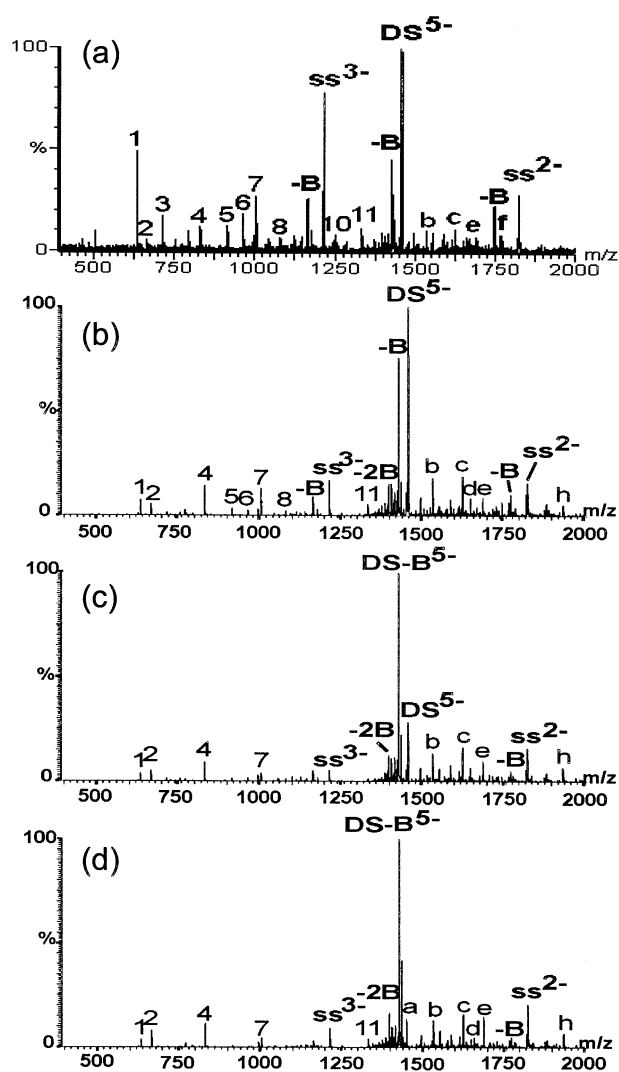 (a)
100
%
0
DS5-
ss3-
-B
-B
-B
ss2-
1 2 3 4 5 6 7 8 10 11 b c e f
500 750 1000 1250 1500 1750 2000 m/z
(b)
100
%
0
DS5-
-B
ss3- -2B
-B
-B
ss2-
1 2 4 5 6 7 8 11 b c d e h
500 750 1000 1250 1500 1750 2000 m/z
(c)
100
%
0
DS-B5-
DS5-
-2B
ss3-
-B
ss2-
1 2 4 7 b c e h
500 750 1000 1250 1500 1750 2000 m/z
(d)
100
%
0
DS-B5-
-2B
ss3-
-B
ss2-
1 2 4 7 11 a b c d e h
500 750 1000 1250 1500 1750 2000 m/z